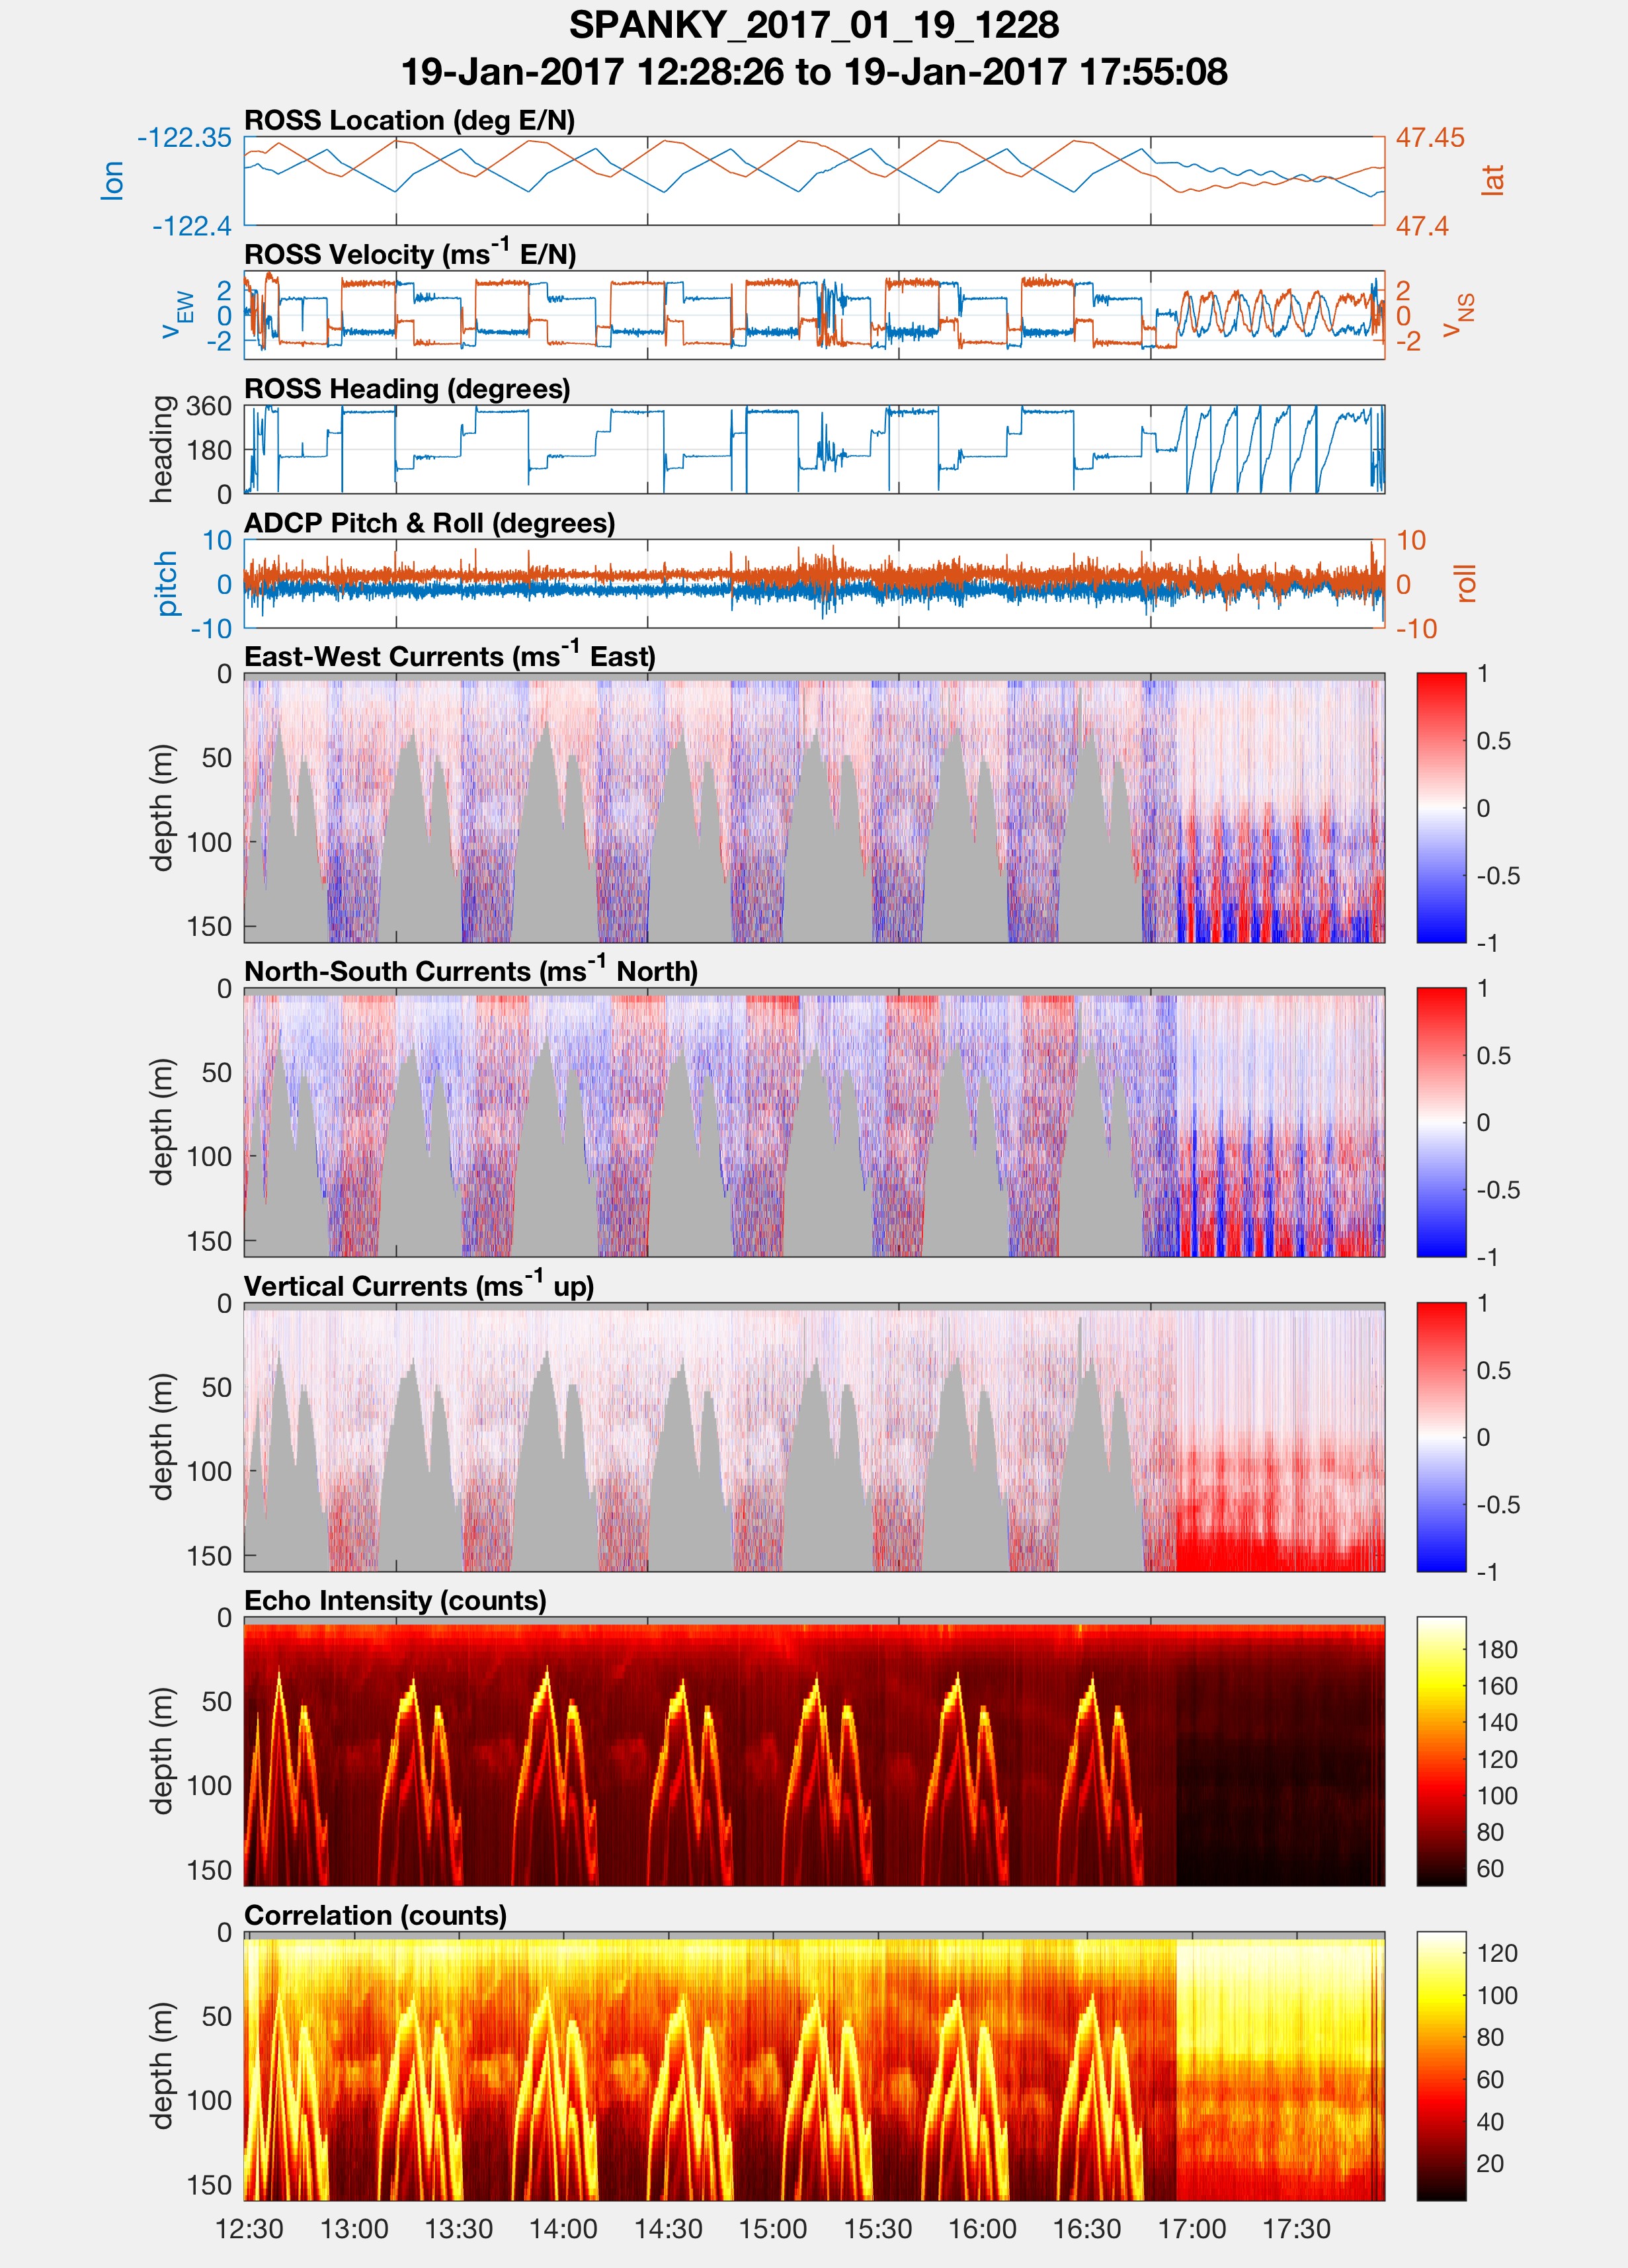 SPANKY_2017_01_19_1228
19-Jan-2017 12:28:26 to 19-Jan-2017 17:55:08
ROSS Location (deg E/N)
-122.35
47.45
lon
lat
-122.4
47.4
ROSS Velocity (ms⁻¹ E/N)
2
2
vEW
0
0
vNS
-2
-2
ROSS Heading (degrees)
360
heading
180
0
ADCP Pitch & Roll (degrees)
10
10
pitch
0
0
roll
-10
-10
East-West Currents (ms⁻¹ East)
0
1
50
0.5
depth (m)
0
100
-0.5
150
-1
North-South Currents (ms⁻¹ North)
0
1
50
0.5
depth (m)
0
100
-0.5
150
-1
Vertical Currents (ms⁻¹ up)
0
1
50
0.5
depth (m)
0
100
-0.5
150
-1
Echo Intensity (counts)
0
180
160
50
140
depth (m)
120
100
100
80
150
60
Correlation (counts)
0
120
50
100
depth (m)
80
60
100
40
150
20
12:30 13:00 13:30 14:00 14:30 15:00 15:30 16:00 16:30 17:00 17:30